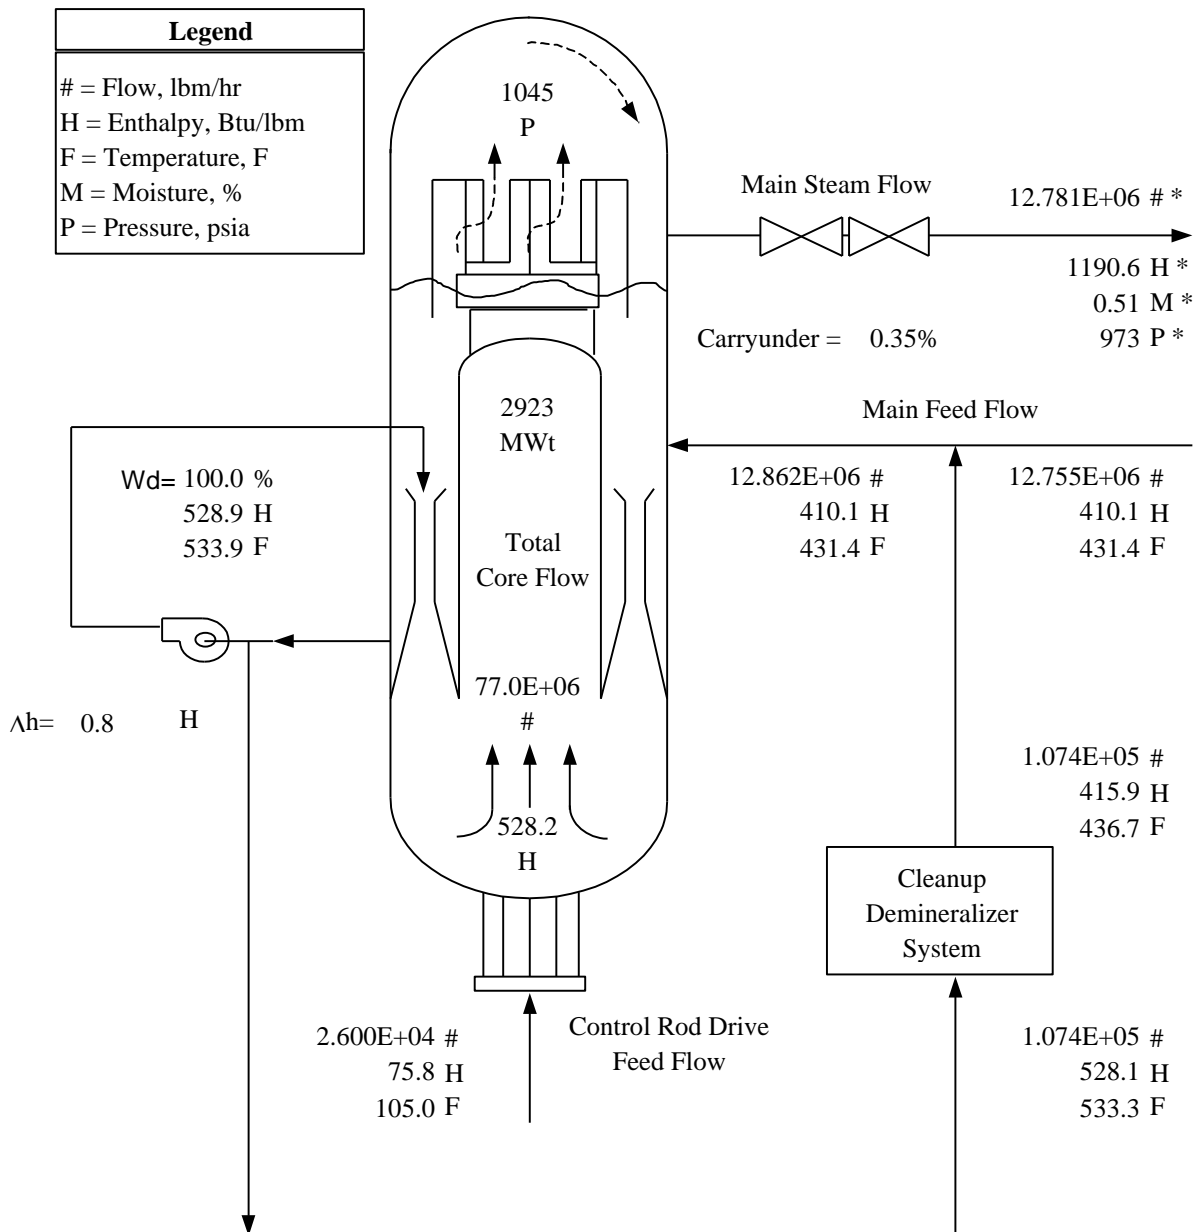 Legend
# = Flow, lbm/hr
H = Enthalpy, Btu/lbm
F = Temperature, F
M = Moisture, %
P = Pressure, psia
1045
P
Main Steam Flow
12.781E+06 # *
1190.6 H *
0.51 M *
973 P *
Carryunder = 0.35%
2923
MWt
Main Feed Flow
Wd= 100.0 %
528.9 H
533.9 F
12.862E+06 #
410.1 H
431.4 F
12.755E+06 #
410.1 H
431.4 F
Total
Core Flow
77.0E+06
#
Δh= 0.8 H
1.074E+05 #
415.9 H
436.7 F
528.2
H
Cleanup
Demineralizer
System
2.600E+04 #
75.8 H
105.0 F
Control Rod Drive
Feed Flow
1.074E+05 #
528.1 H
533.3 F